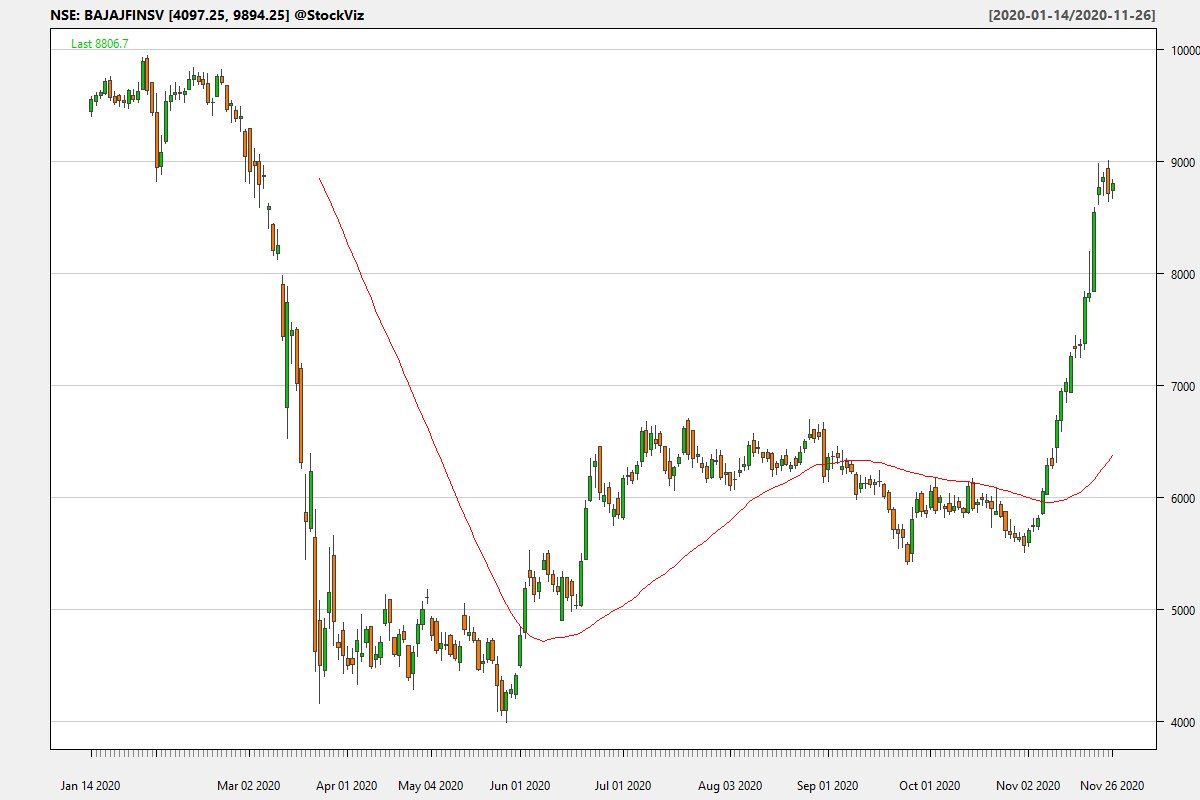 NSE: BAJAJFINSV [4097.25, 9894.25] @StockViz
[2020-01-14/2020-11-26]
Last 8806.7
10000
9000
8000
7000
6000
5000
4000
Jan 14 2020 Mar 02 2020 Apr 01 2020 May 04 2020 Jun 01 2020 Jul 01 2020 Aug 03 2020 Sep 01 2020 Oct 01 2020 Nov 02 2020 Nov 26 2020